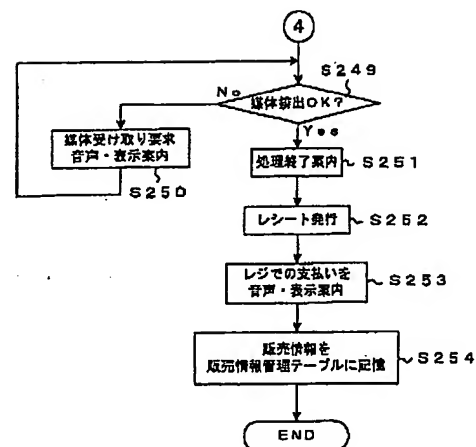 4
S249
No
媒体排出OK?
Yes
媒体受け取り要求
音声・表示案内
S250
処理終了案内
S251
レシート発行
S252
レジでの支払いを
音声・表示案内
S253
販売情報を
販売情報管理テーブルに記憶
S254
END